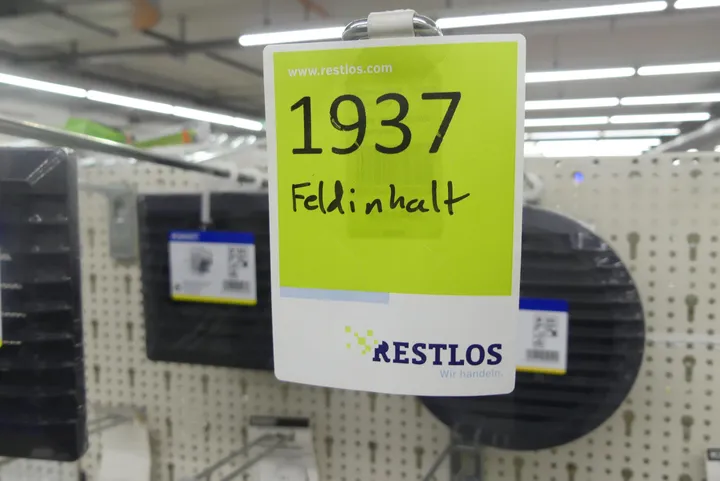 www.restlos.com
1937
Feldinhalt
RESTLOS
Wir handeln.